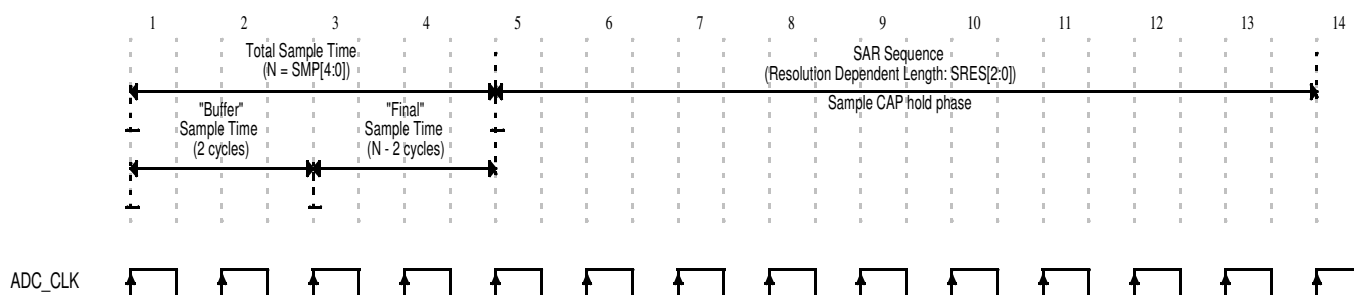 1 2 3 4 5 6 7 8 9 10 11 12 13 14
Total Sample Time
(N = SMP[4:0])
SAR Sequence
(Resolution Dependent Length: SRES[2:0])
Sample CAP hold phase
"Buffer"
Sample Time
(2 cycles)
"Final"
Sample Time
(N - 2 cycles)
ADC_CLK